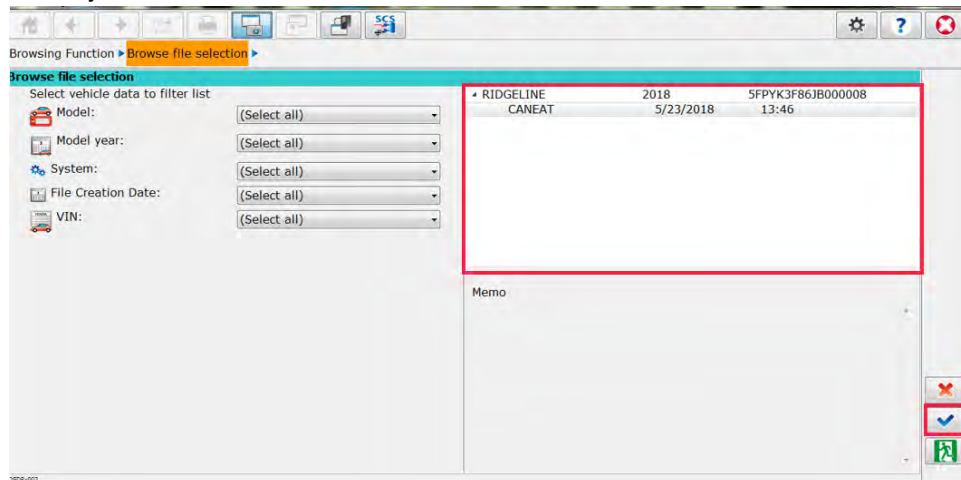 SCS
?
Browsing Function ▸ Browse file selection ▸
Browse file selection
Select vehicle data to filter list
Model: (Select all)
Model year: (Select all)
System: (Select all)
File Creation Date: (Select all)
VIN: (Select all)
RIDGELINE 2018 5FPYK3F86JB000008
CANEAT 5/23/2018 13:46
Memo